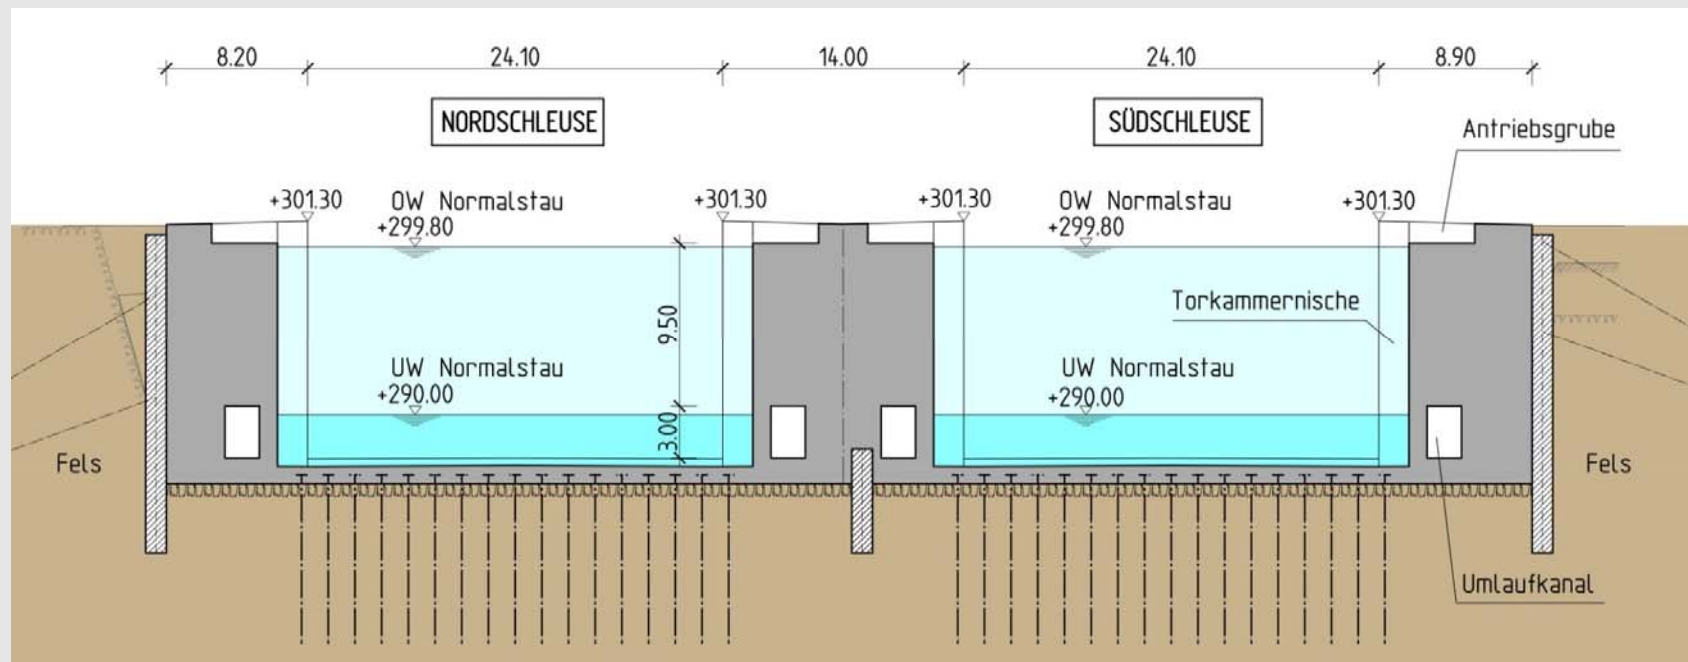 8.20 24.10 14.00 24.10 8.90
NORDSCHLEUSE SÜDSCHLEUSE
Antriebsgrube
+301.30 OW Normalstau +301.30 +301.30 OW Normalstau +301.30
+299.80 +299.80
Torkammernische
9.50
UW Normalstau UW Normalstau
+290.00 +290.00
3.00
Fels Fels
Umlaufkanal